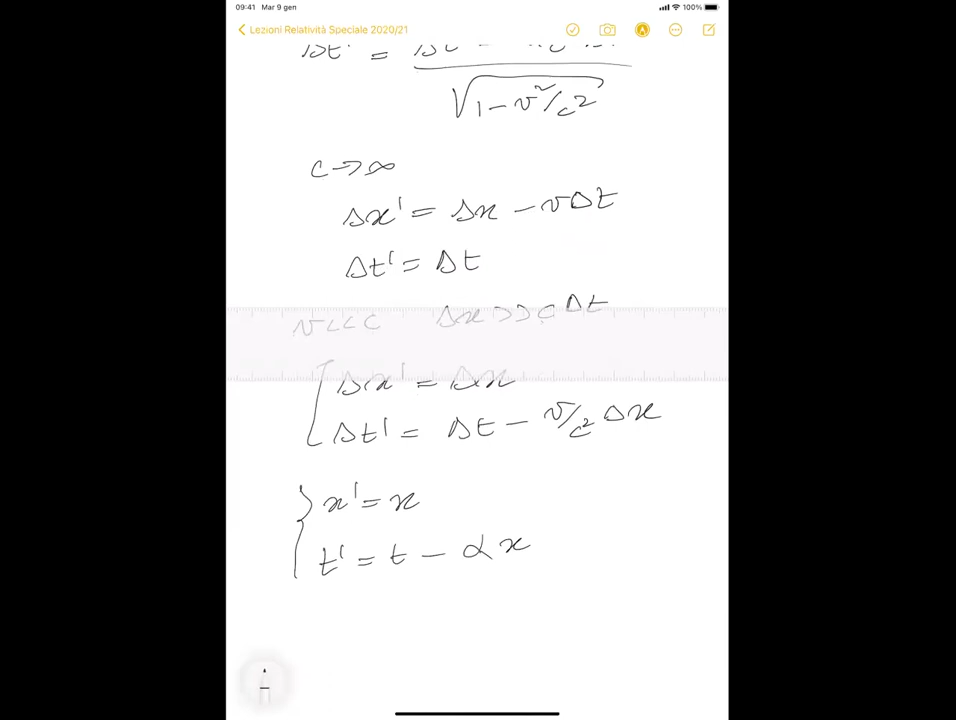 09:41 Mar 9 gen 100%
Lezioni Relatività Speciale 2020/21
Δt' =
√1 - v²/c²
c → ∞
Δx' = Δx - vΔt
Δt' = Δt
v << c Δx >> cΔt
Δx' = Δx
Δt' = Δt - v/c² Δx
x' = x
t' = t - αx